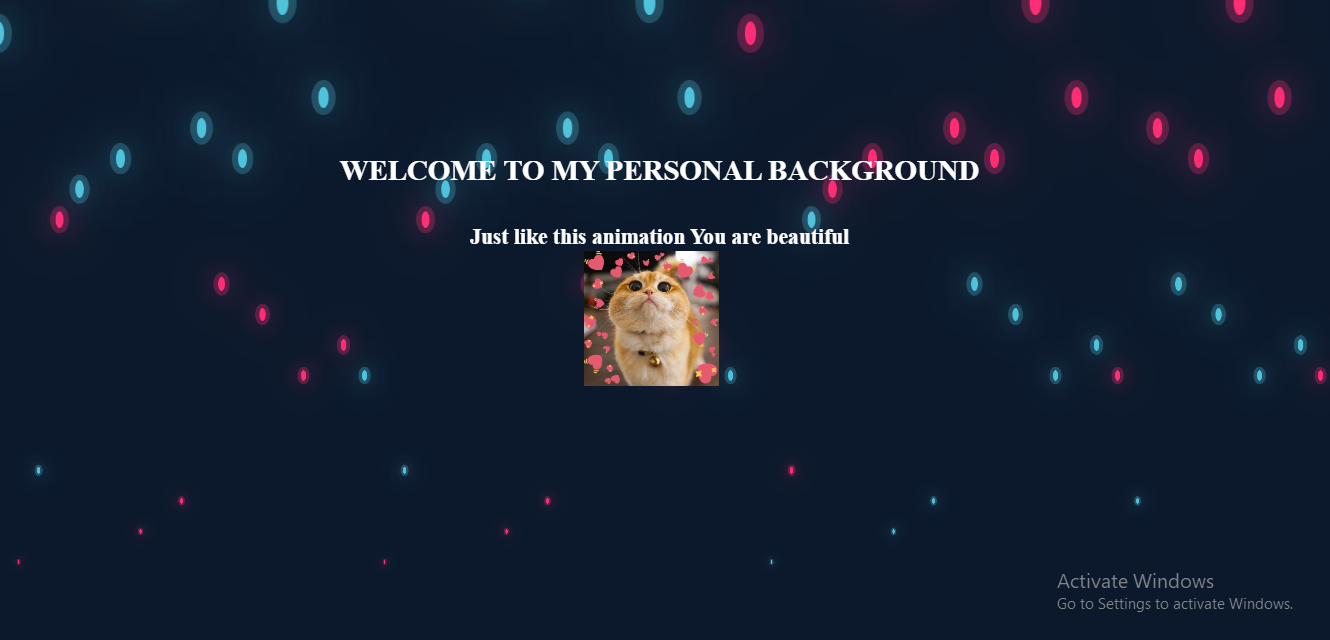 WELCOME TO MY PERSONAL BACKGROUND
Just like this animation You are beautiful
Activate Windows
Go to Settings to activate Windows.